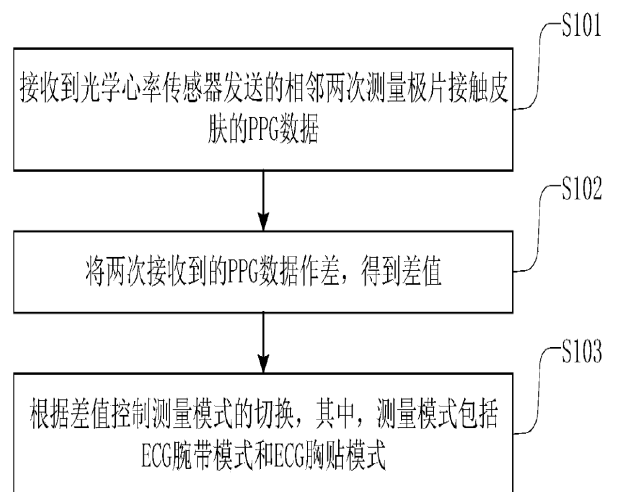 S101
接收到光学心率传感器发送的相邻两次测量极片接触皮
肤的PPG数据
S102
将两次接收到的PPG数据作差，得到差值
S103
根据差值控制测量模式的切换，其中，测量模式包括
ECG腕带模式和ECG胸贴模式